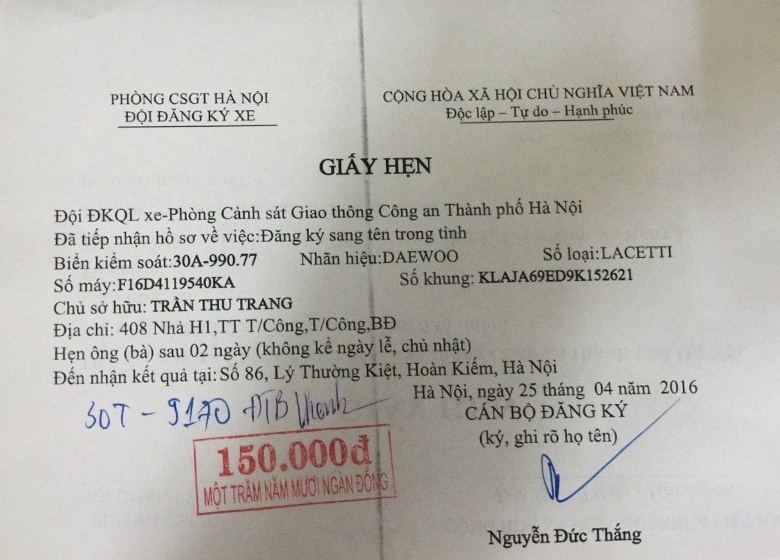 PHÒNG CSGT HÀ NỘI
ĐỘI ĐĂNG KÝ XE
CỘNG HÒA XÃ HỘI CHỦ NGHĨA VIỆT NAM
Độc lập – Tự do – Hạnh phúc
GIẤY HẸN
Đội ĐKQL xe-Phòng Cảnh sát Giao thông Công an Thành phố Hà Nội
Đã tiếp nhận hồ sơ về việc:Đăng ký sang tên trong tỉnh
Biển kiểm soát:30A-990.77 Nhãn hiệu:DAEWOO Số loại:LACETTI
Số máy:F16D4119540KA Số khung: KLAJA69ED9K152621
Chủ sở hữu: TRẦN THU TRANG
Địa chỉ: 408 Nhà H1,TT T/Công,T/Công,BĐ
Hẹn ông (bà) sau 02 ngày (không kể ngày lễ, chủ nhật)
Đến nhận kết quả tại:Số 86, Lý Thường Kiệt, Hoàn Kiếm, Hà Nội
Hà Nội, ngày 25 tháng 04 năm 2016
30T - 9170 ĐTB
CÁN BỘ ĐĂNG KÝ
(ký, ghi rõ họ tên)
150.000đ
MỘT TRĂM NĂM MƯƠI NGÀN ĐỒNG
Nguyễn Đức Thắng